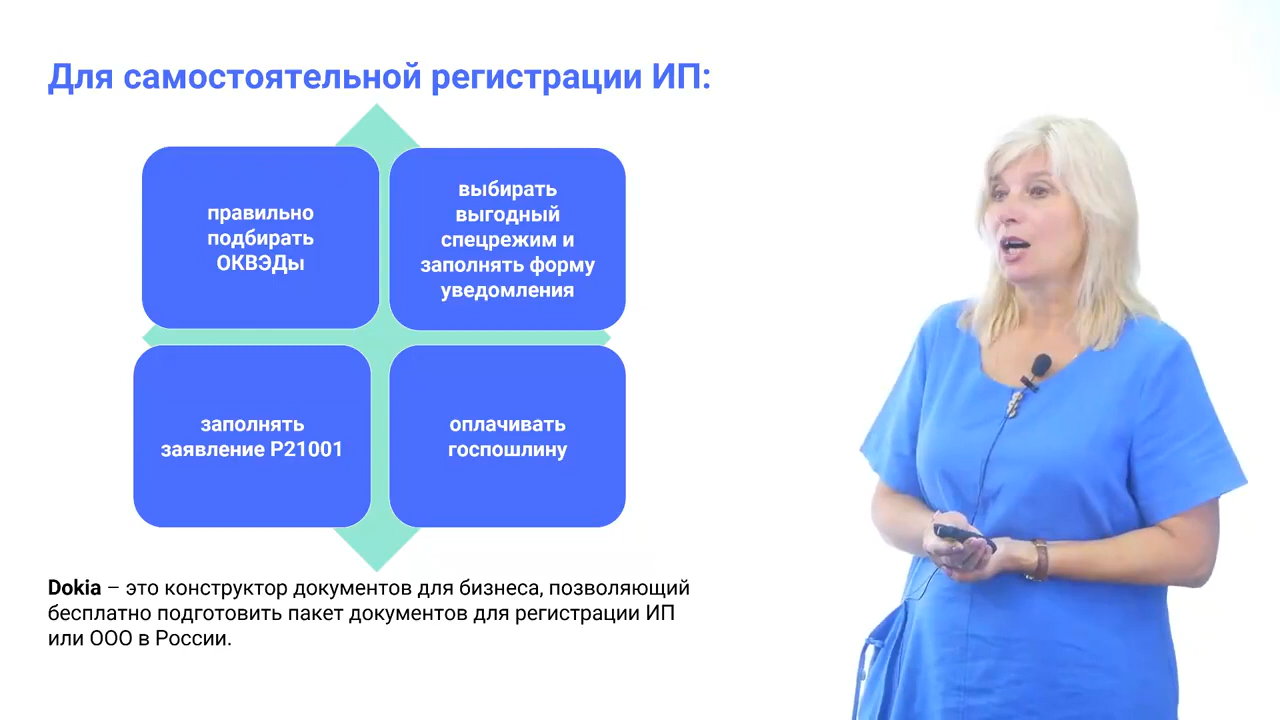 Для самостоятельной регистрации ИП:
правильно
подбирать
ОКВЭДы
выбирать
выгодный
спецрежим и
заполнять форму
уведомления
заполнять
заявление Р21001
оплачивать
госпошлину
Dokia – это конструктор документов для бизнеса, позволяющий
бесплатно подготовить пакет документов для регистрации ИП
или ООО в России.